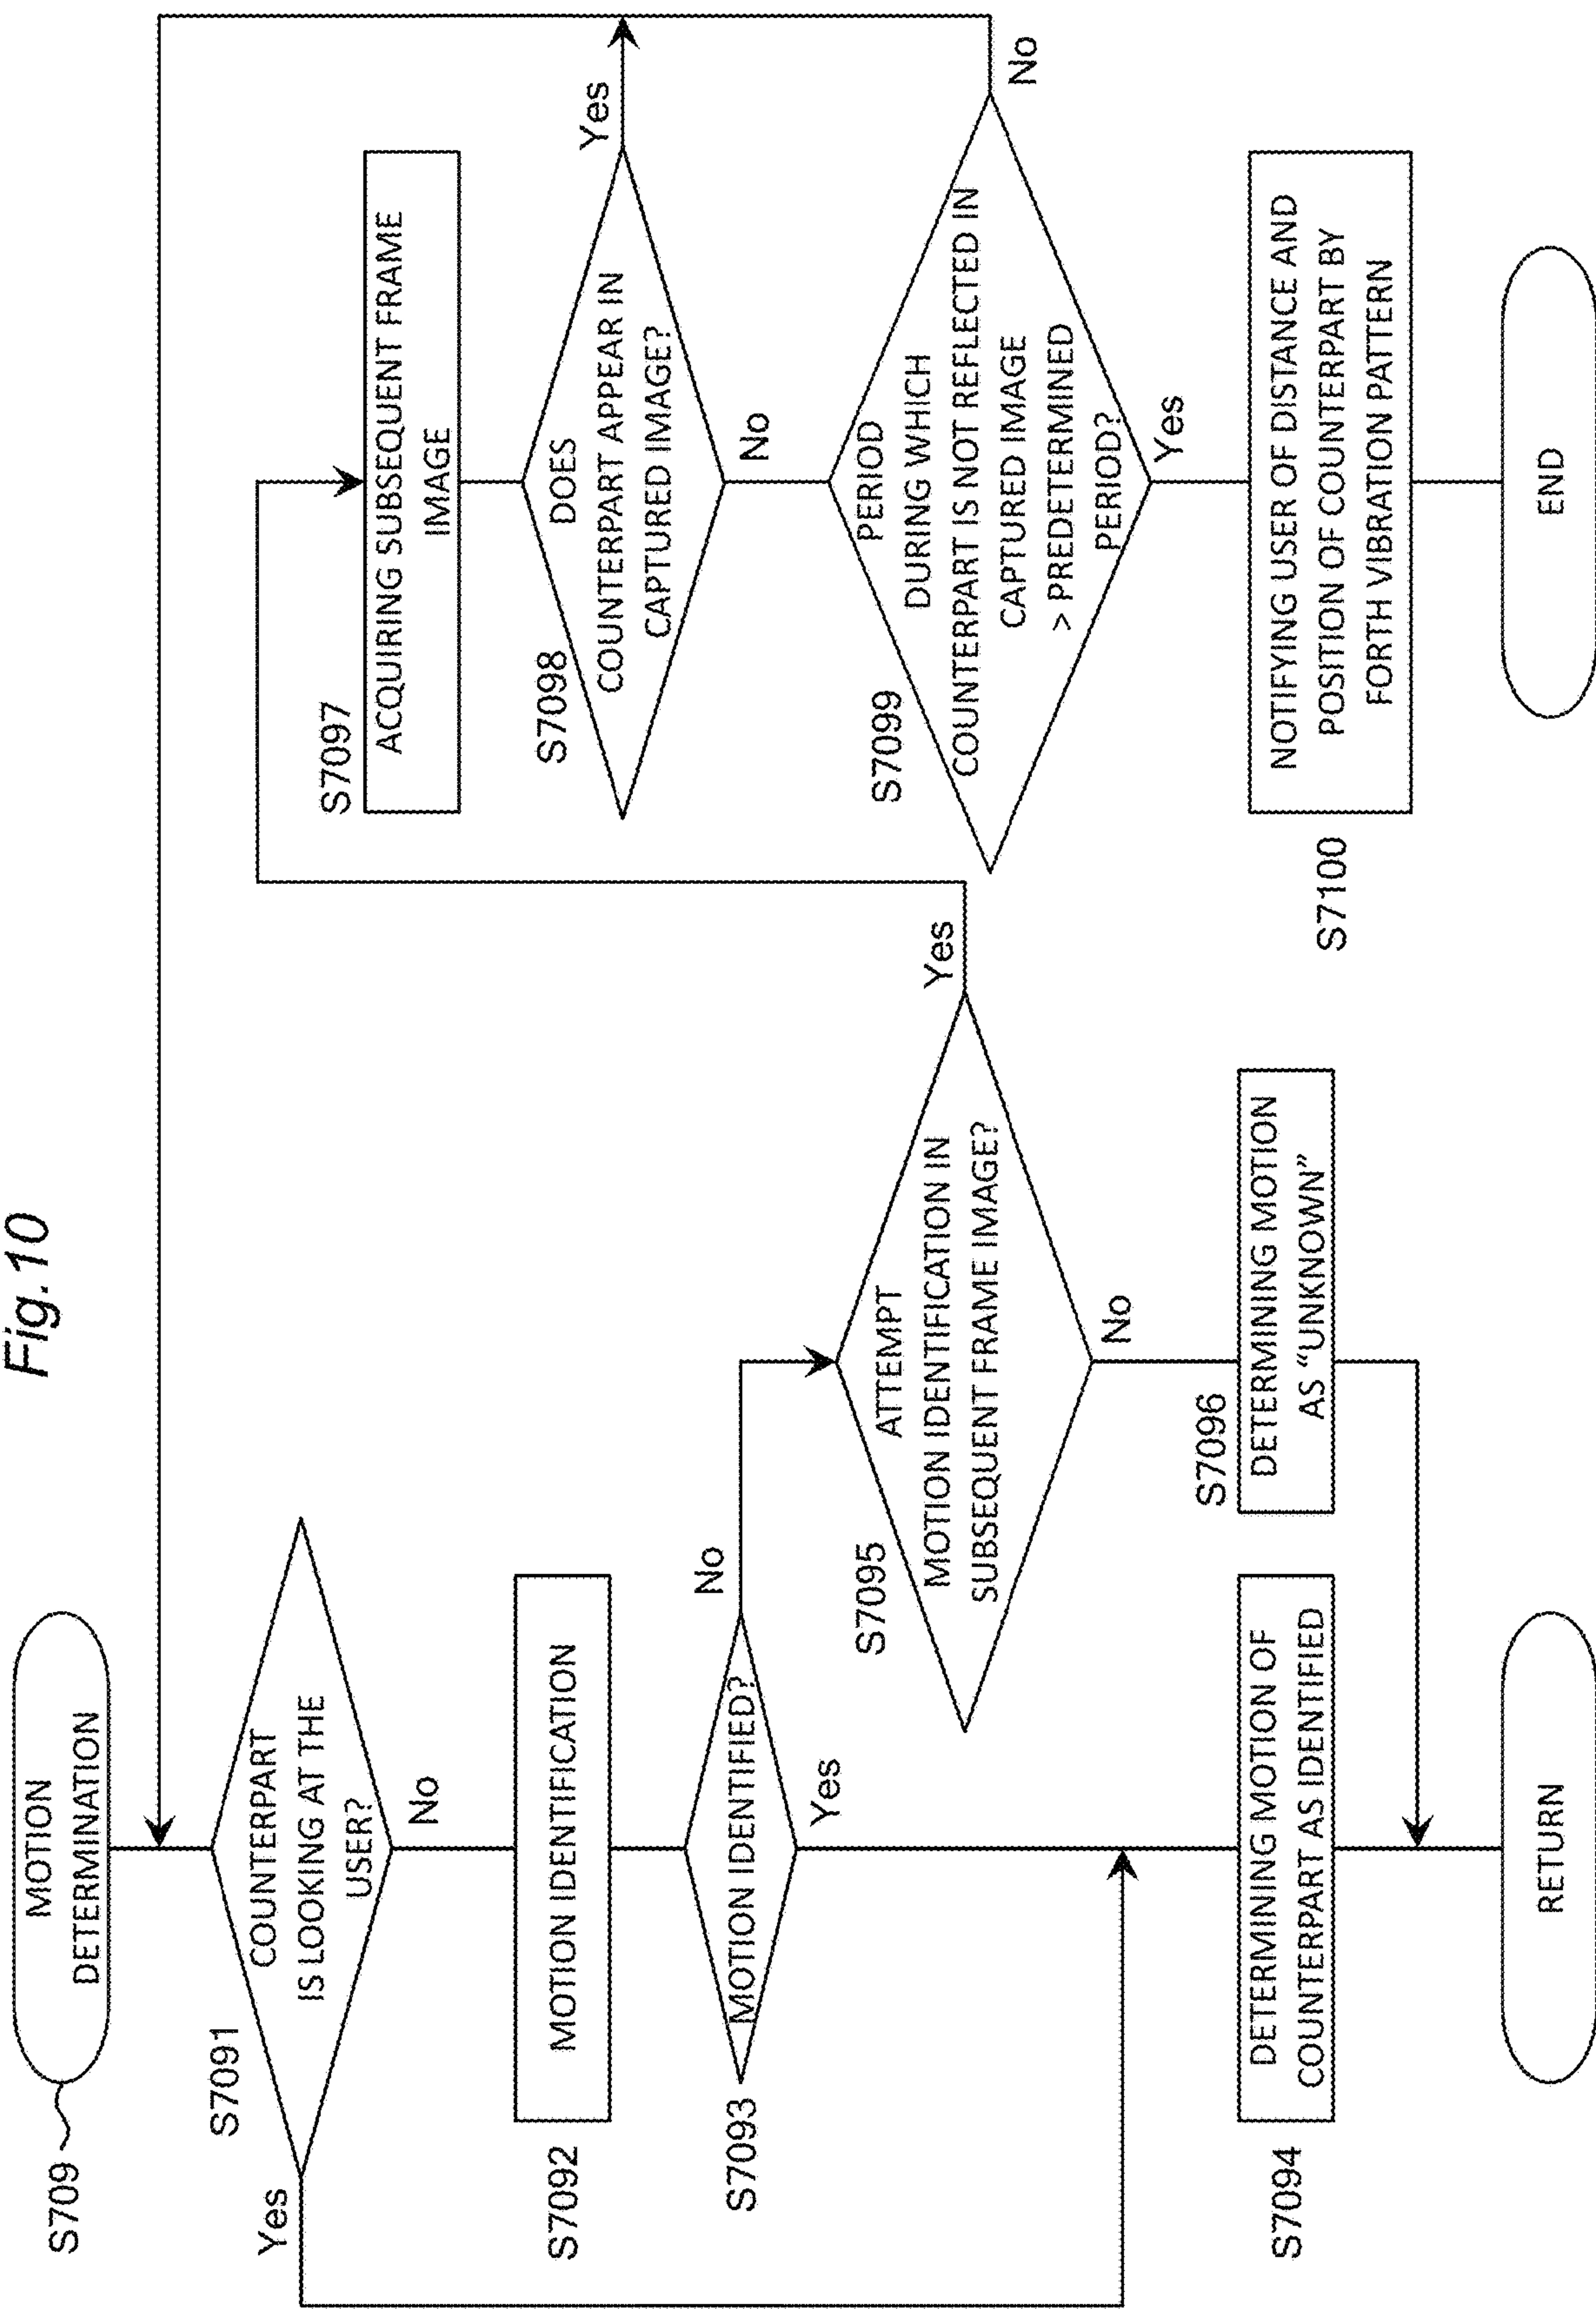 Fig.10
S709
MOTION
DETERMINATION
S7091
COUNTERPART
IS LOOKING AT THE
USER?
Yes
No
S7092
MOTION IDENTIFICATION
S7093
MOTION IDENTIFIED?
No
Yes
S7094
DETERMINING MOTION OF
COUNTERPART AS IDENTIFIED
RETURN
S7095
ATTEMPT
MOTION IDENTIFICATION IN
SUBSEQUENT FRAME IMAGE?
Yes
No
S7096
DETERMINING MOTION
AS "UNKNOWN"
S7097
ACQUIRING SUBSEQUENT FRAME
IMAGE
S7098
DOES
COUNTERPART APPEAR IN
CAPTURED IMAGE?
Yes
No
S7099
PERIOD
DURING WHICH
COUNTERPART IS NOT REFLECTED IN
CAPTURED IMAGE
> PREDETERMINED
PERIOD?
No
Yes
S7100
NOTIFYING USER OF DISTANCE AND
POSITION OF COUNTERPART BY
FORTH VIBRATION PATTERN
END